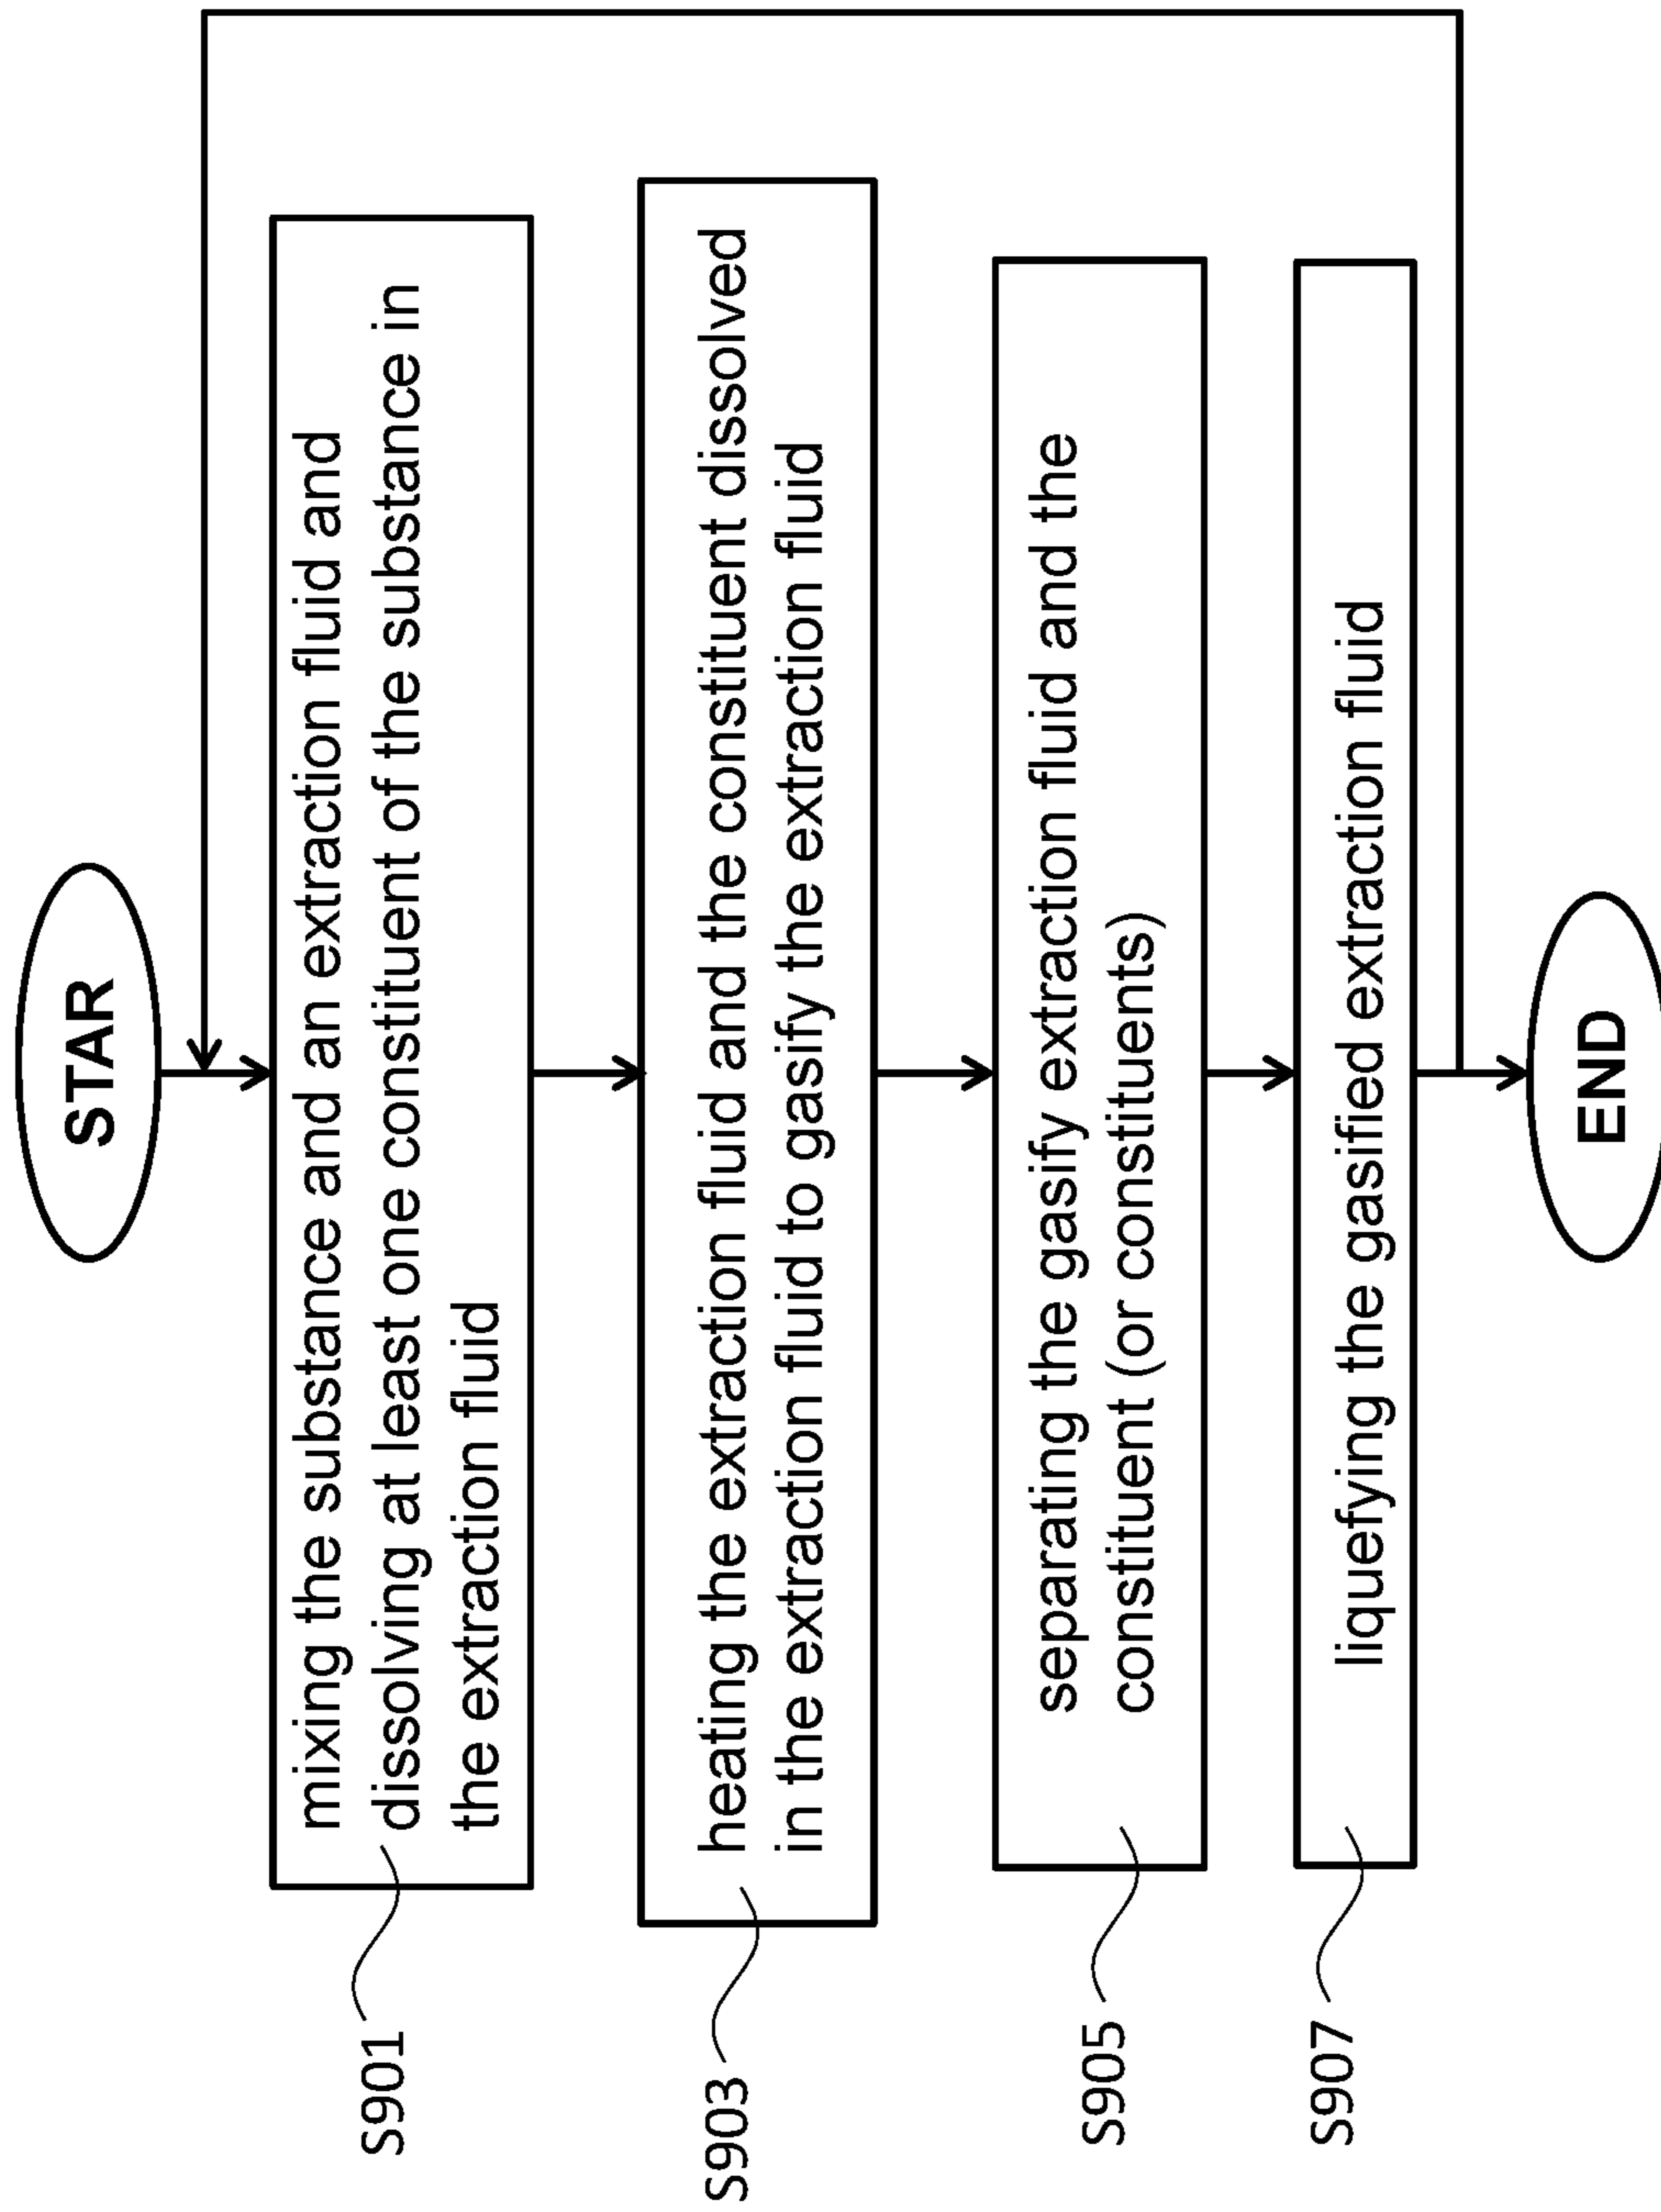 STAR
mixing the substance and an extraction fluid and
dissolving at least one constituent of the substance in
the extraction fluid
S901
heating the extraction fluid and the constituent dissolved
in the extraction fluid to gasify the extraction fluid
S903
separating the gasify extraction fluid and the
constituent (or constituents)
S905
liquefying the gasified extraction fluid
S907
END